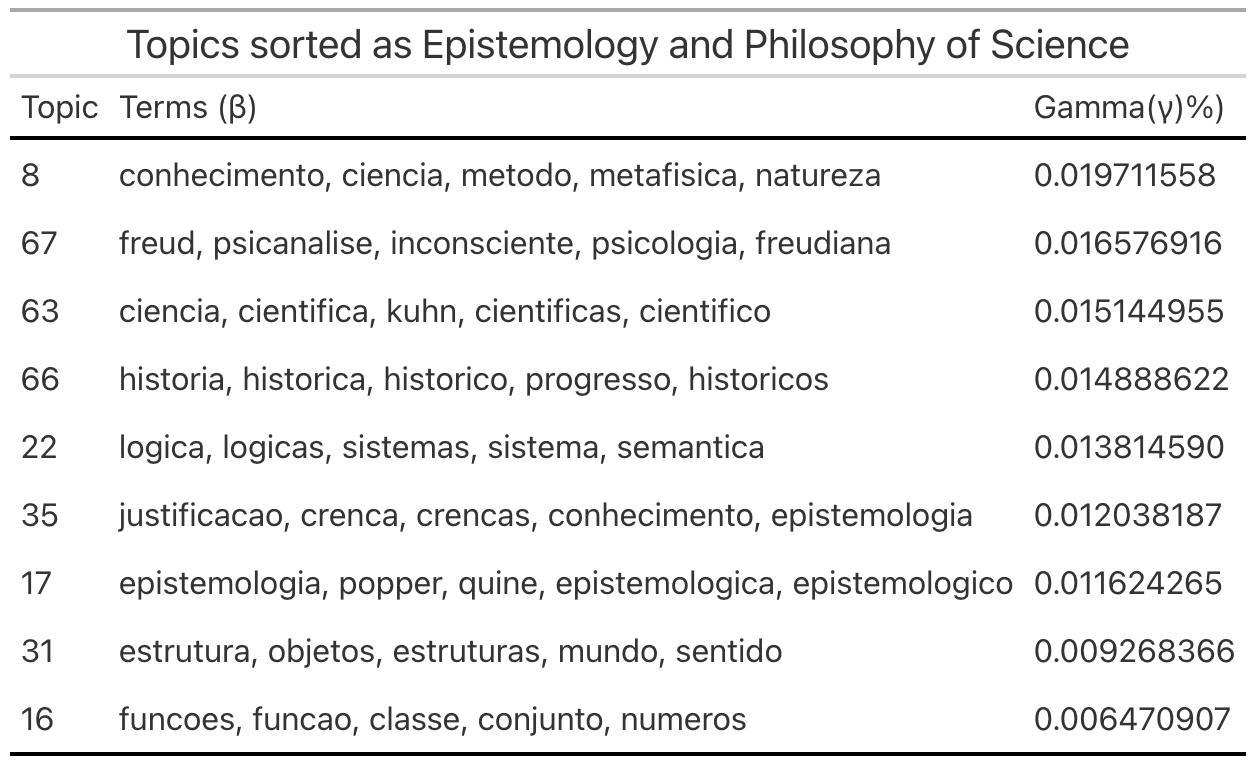 Topics sorted as Epistemology and Philosophy of Science
Topic Terms (β) Gamma(γ)%)
8 conhecimento, ciencia, metodo, metafisica, natureza 0.019711558
67 freud, psicanalise, inconsciente, psicologia, freudiana 0.016576916
63 ciencia, cientifica, kuhn, cientificas, cientifico 0.015144955
66 historia, historica, historico, progresso, historicos 0.014888622
22 logica, logicas, sistemas, sistema, semantica 0.013814590
35 justificacao, crenca, crencas, conhecimento, epistemologia 0.012038187
17 epistemologia, popper, quine, epistemologica, epistemologico 0.011624265
31 estrutura, objetos, estruturas, mundo, sentido 0.009268366
16 funcoes, funcao, classe, conjunto, numeros 0.006470907